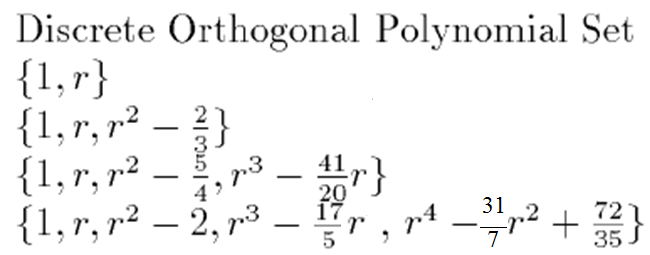 Discrete Orthogonal Polynomial Set
{1, r}
{1, r, r² − 2/3}
{1, r, r² − 5/4, r³ − 41/20 r}
{1, r, r² − 2, r³ − 17/5 r , r⁴ − 31/7 r² + 72/35}